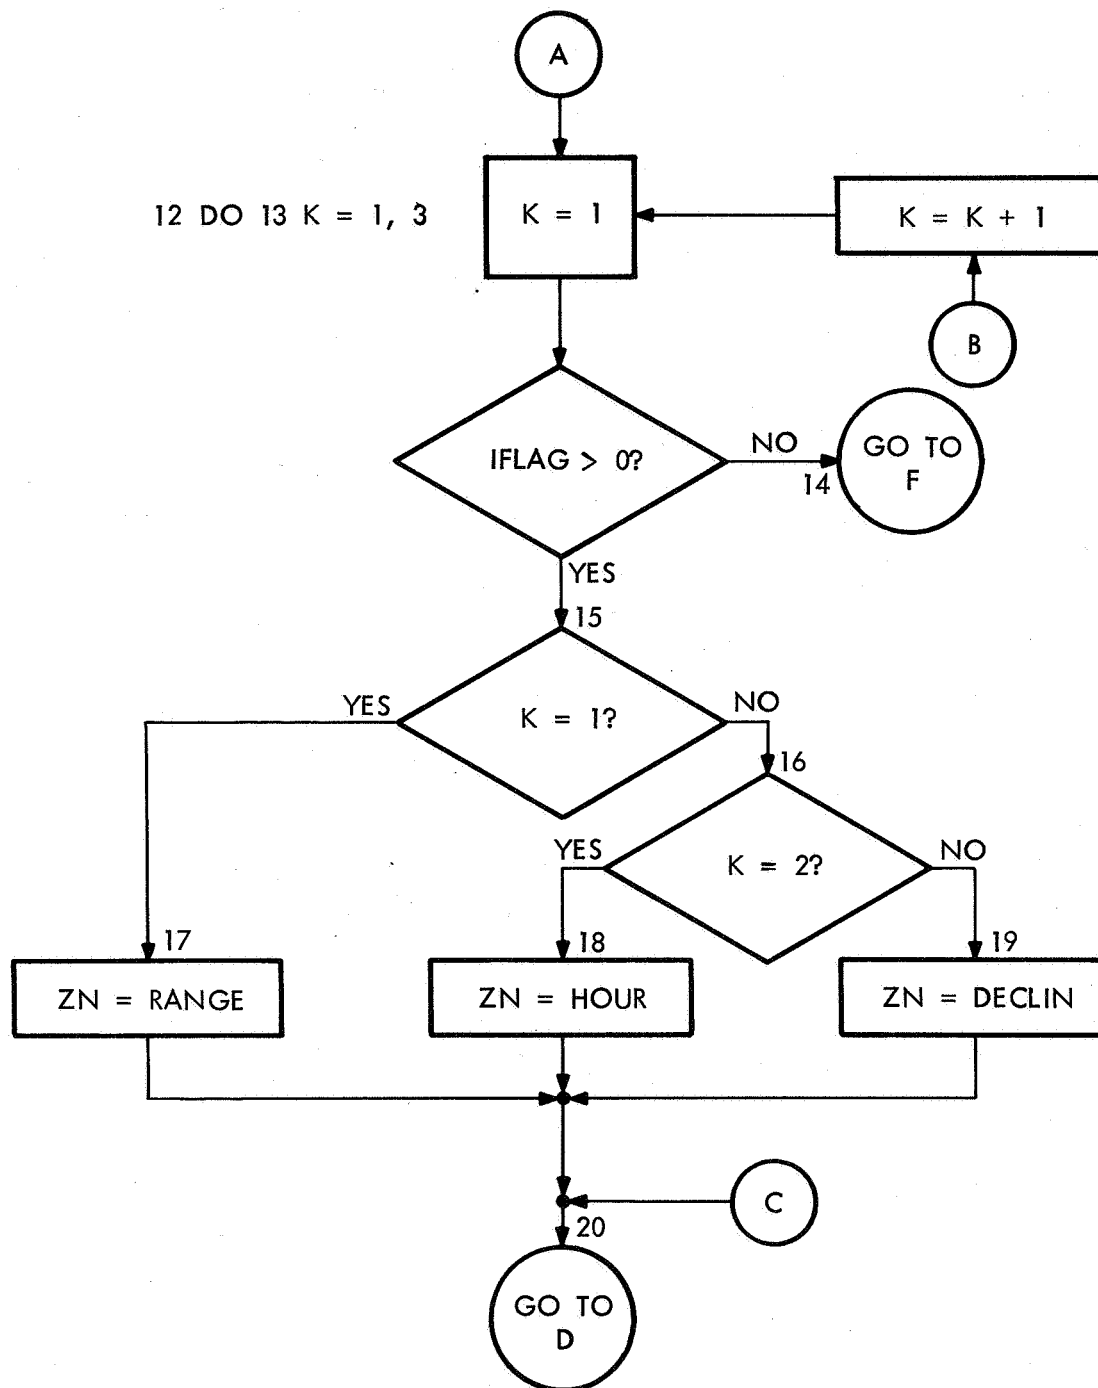 A
12 DO 13 K = 1, 3
K = 1
K = K + 1
B
IFLAG > 0?
NO
14
GO TO
F
YES
15
K = 1?
YES
NO
16
K = 2?
YES
NO
17
18
19
ZN = RANGE
ZN = HOUR
ZN = DECLIN
C
20
GO TO
D